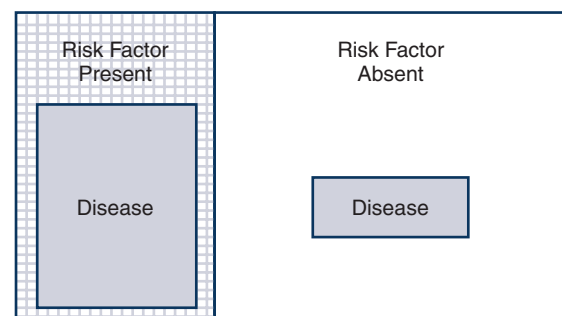 Risk Factor
Present
Disease
Risk Factor
Absent
Disease